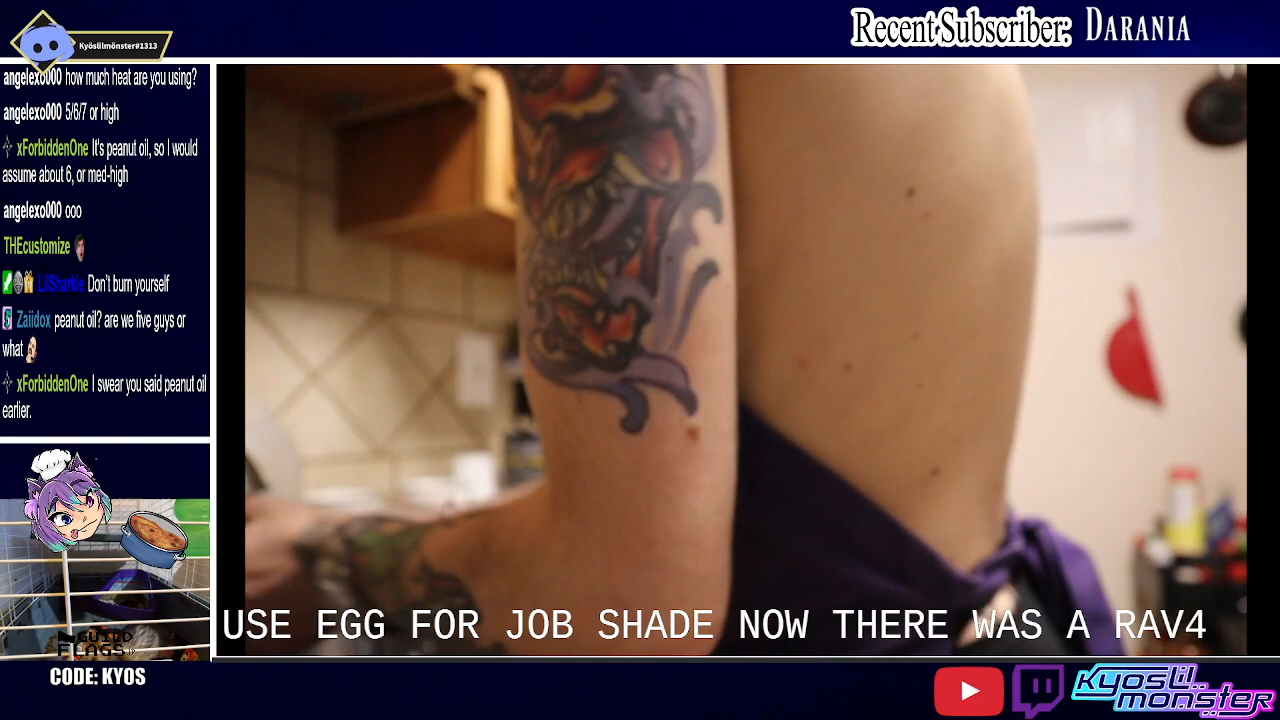 Recent Subscriber: DARANIA
Kyöslilmönster#1313
angelexo000 how much heat are you using?
angelexo000 5/6/7 or high
xForbiddenOne It's peanut oil, so I would
assume about 6, or med-high
angelexo000 ooo
THEcustomize
LilSharkie Don't burn yourself
Zaiidox peanut oil? are we five guys or
what
xForbiddenOne I swear you said peanut oil
earlier.
USE EGG FOR JOB SHADE NOW THERE WAS A RAV4
GUILD
FLAGS
CODE: KYOS
KyosLil
monster